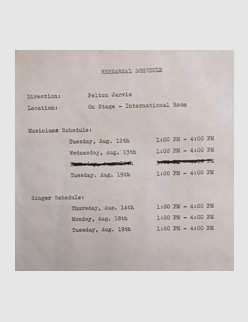 REHEARSAL SCHEDULE
Direction: Felton Jarvis
Location: On Stage - International Room
Musicians Schedule:
Tuesday, Aug. 12th 1:00 PM - 4:00 PM
Wednesday, Aug. 13th 1:00 PM - 4:00 PM
Tuesday, Aug. 19th 1:00 PM - 4:00 PM
Singer Schedule:
Thursday, Aug. 14th 1:00 PM - 4:00 PM
Monday, Aug. 18th 1:00 PM - 4:00 PM
Tuesday, Aug. 19th 1:00 PM - 4:00 PM